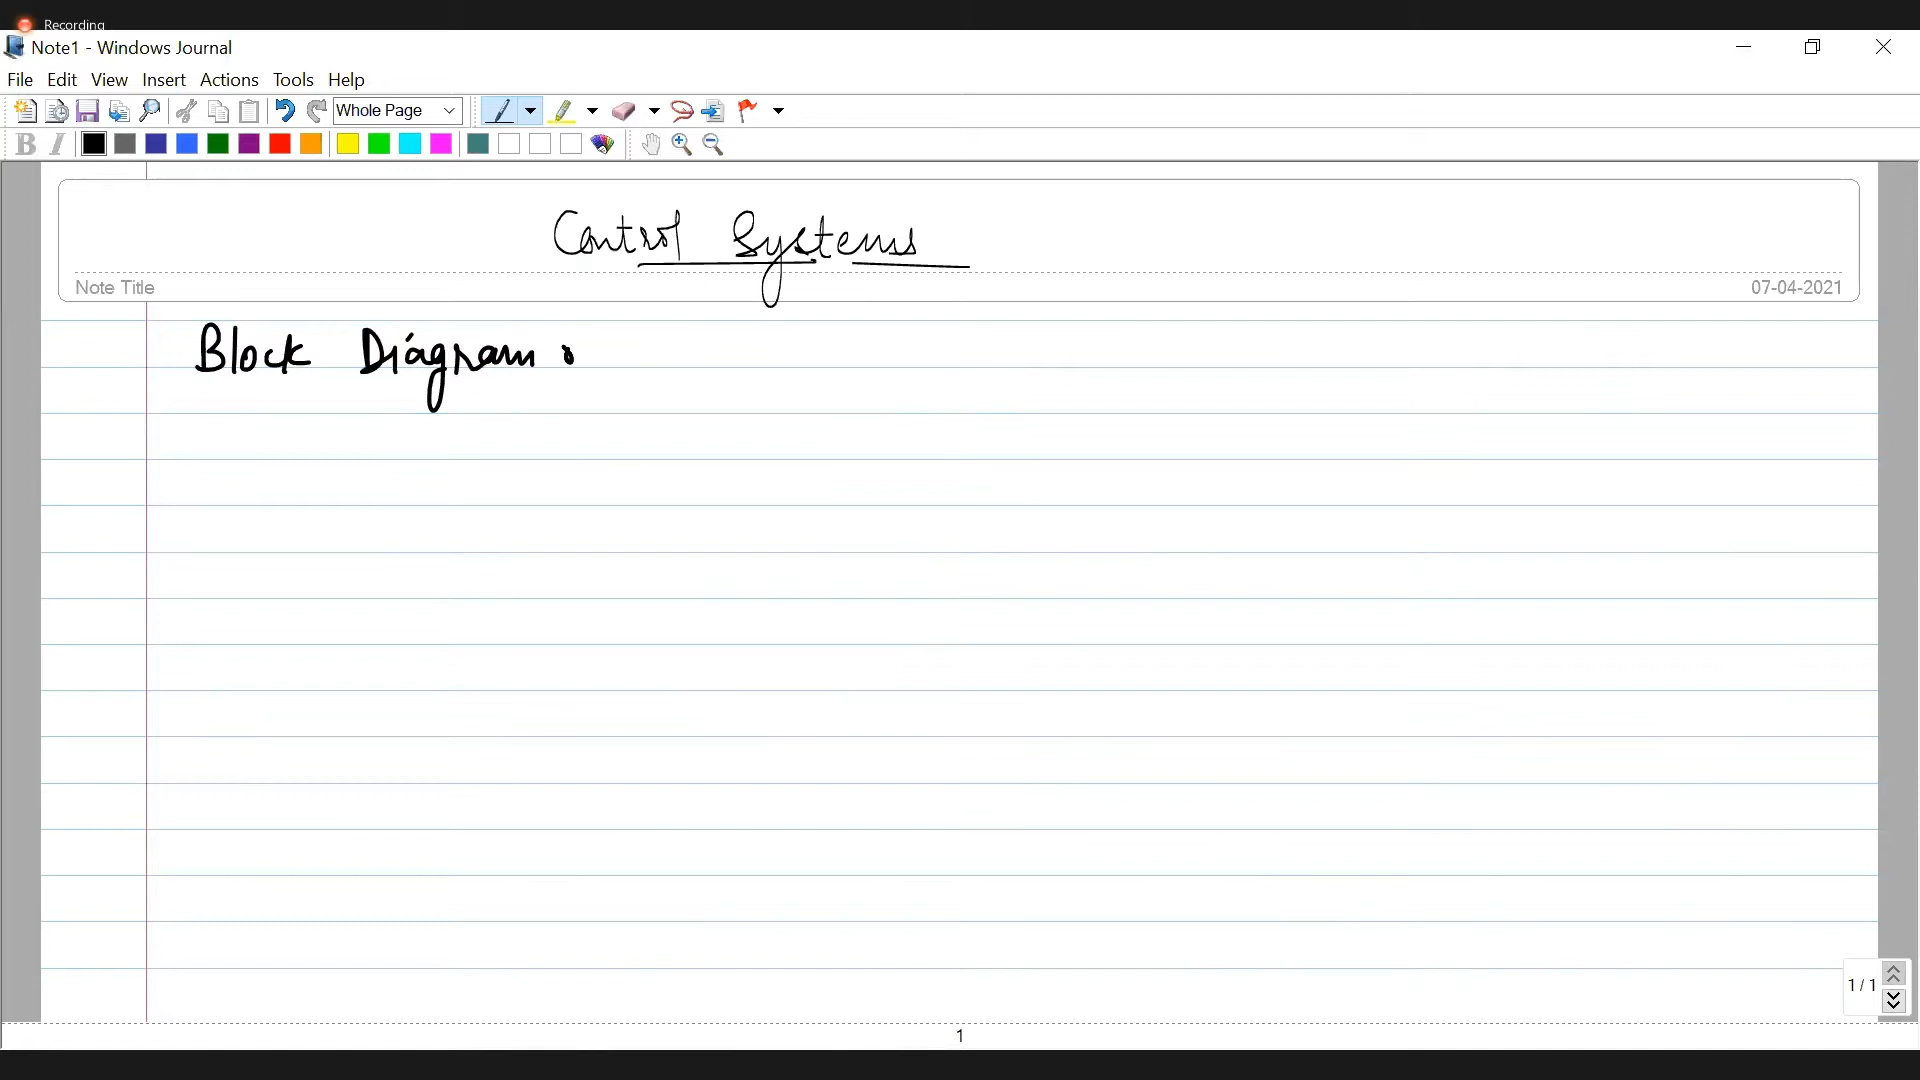 Recording
Note1 - Windows Journal
File Edit View Insert Actions Tools Help
Whole Page
B I
Control Systems
Note Title 07-04-2021
Block Diagram :
1 / 1
1